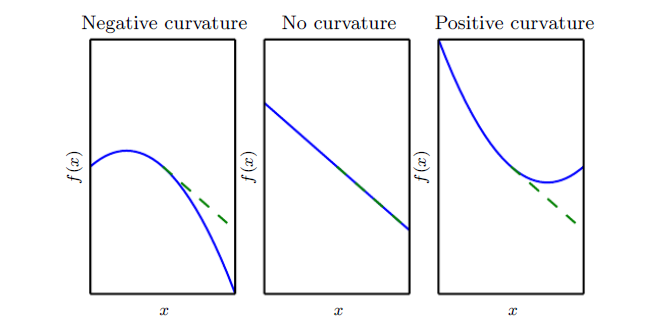 Negative curvature
No curvature
Positive curvature
f(x)
f(x)
f(x)
x
x
x